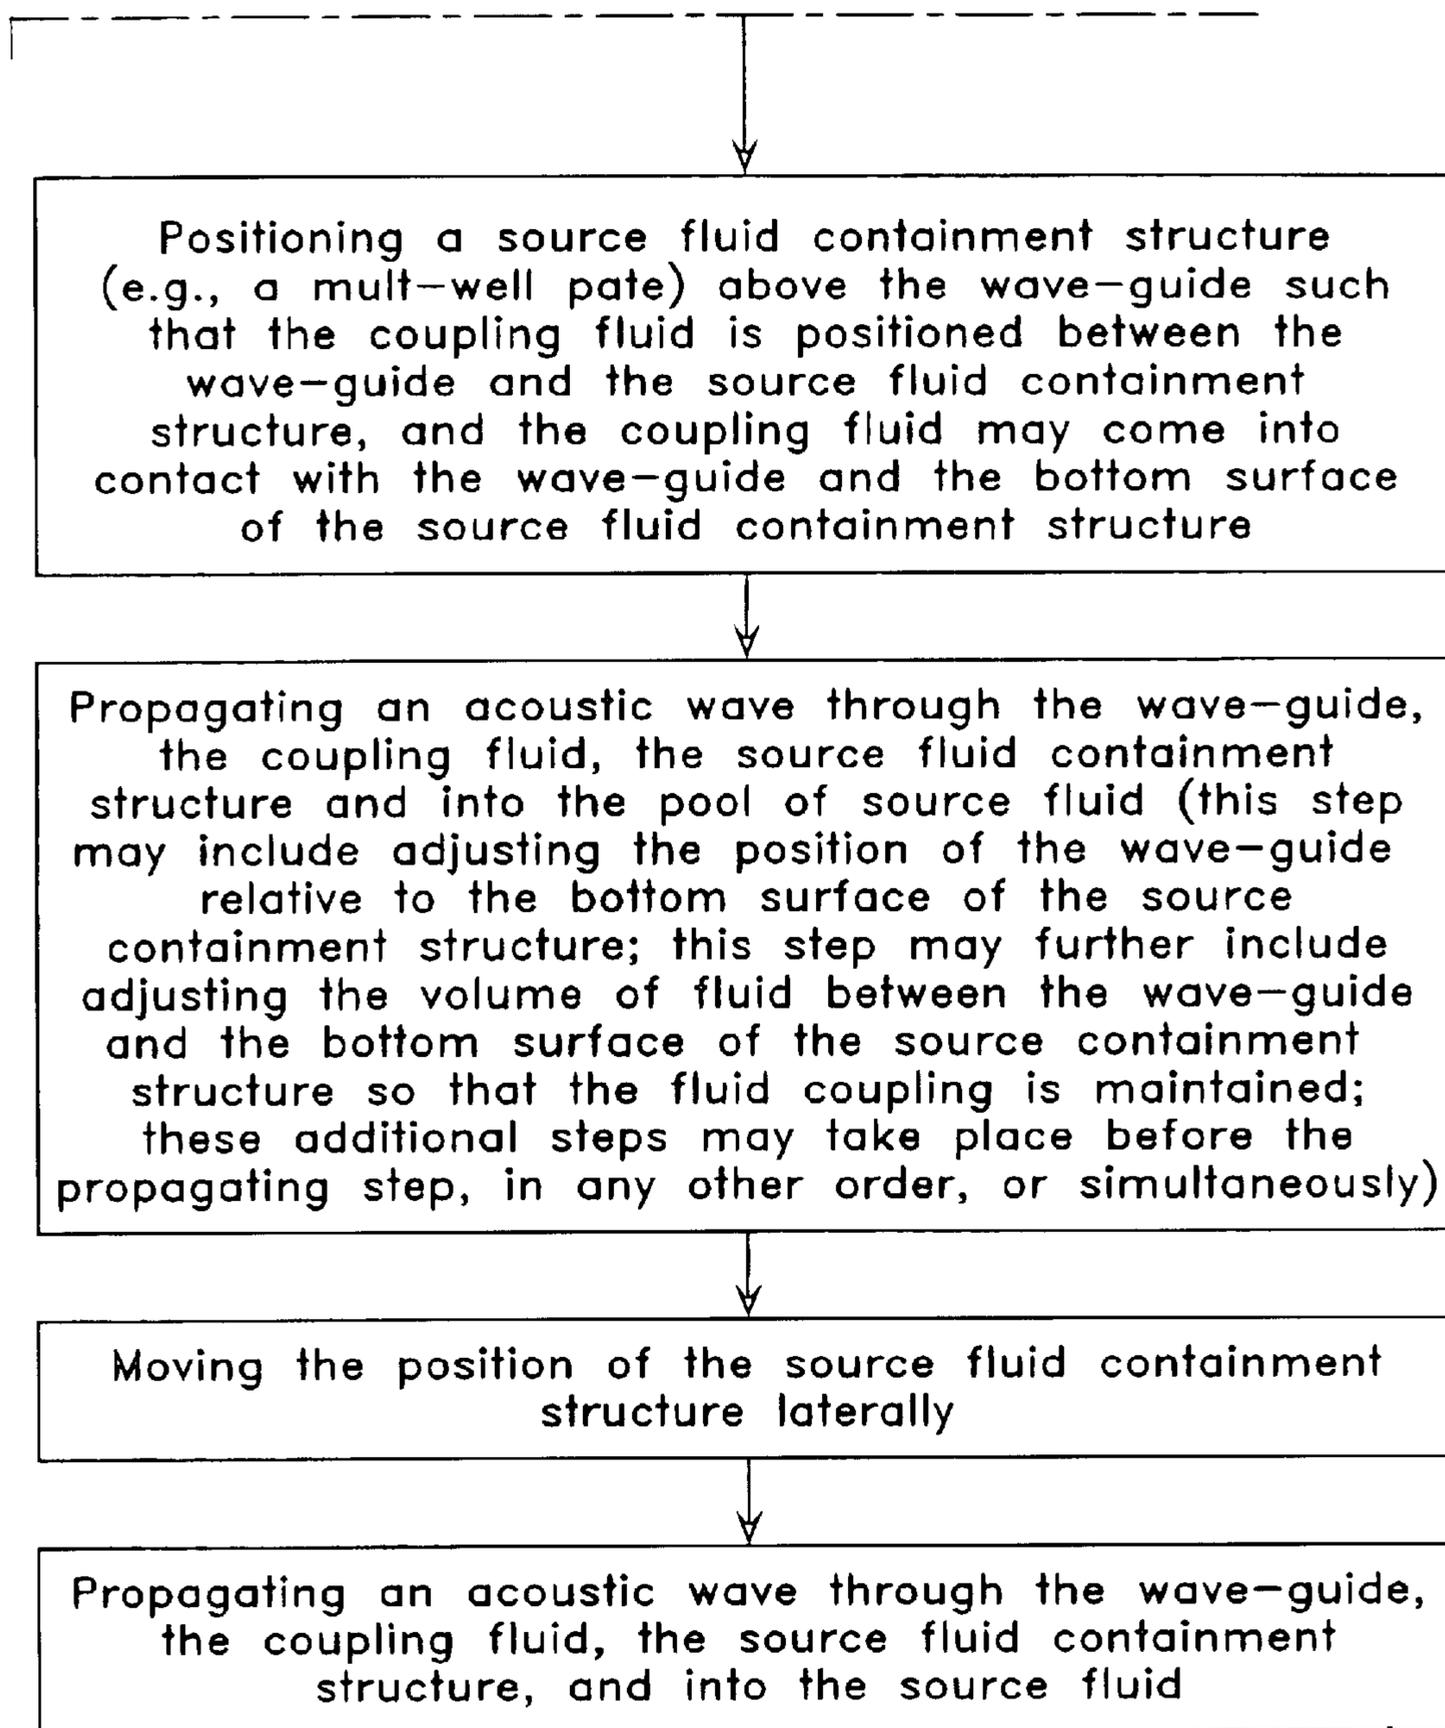 Positioning a source fluid containment structure
(e.g., a mult-well pate) above the wave-guide such
that the coupling fluid is positioned between the
wave-guide and the source fluid containment
structure, and the coupling fluid may come into
contact with the wave-guide and the bottom surface
of the source fluid containment structure
Propagating an acoustic wave through the wave-guide,
the coupling fluid, the source fluid containment
structure and into the pool of source fluid (this step
may include adjusting the position of the wave-guide
relative to the bottom surface of the source
containment structure; this step may further include
adjusting the volume of fluid between the wave-guide
and the bottom surface of the source containment
structure so that the fluid coupling is maintained;
these additional steps may take place before the
propagating step, in any other order, or simultaneously)
Moving the position of the source fluid containment
structure laterally
Propagating an acoustic wave through the wave-guide,
the coupling fluid, the source fluid containment
structure, and into the source fluid